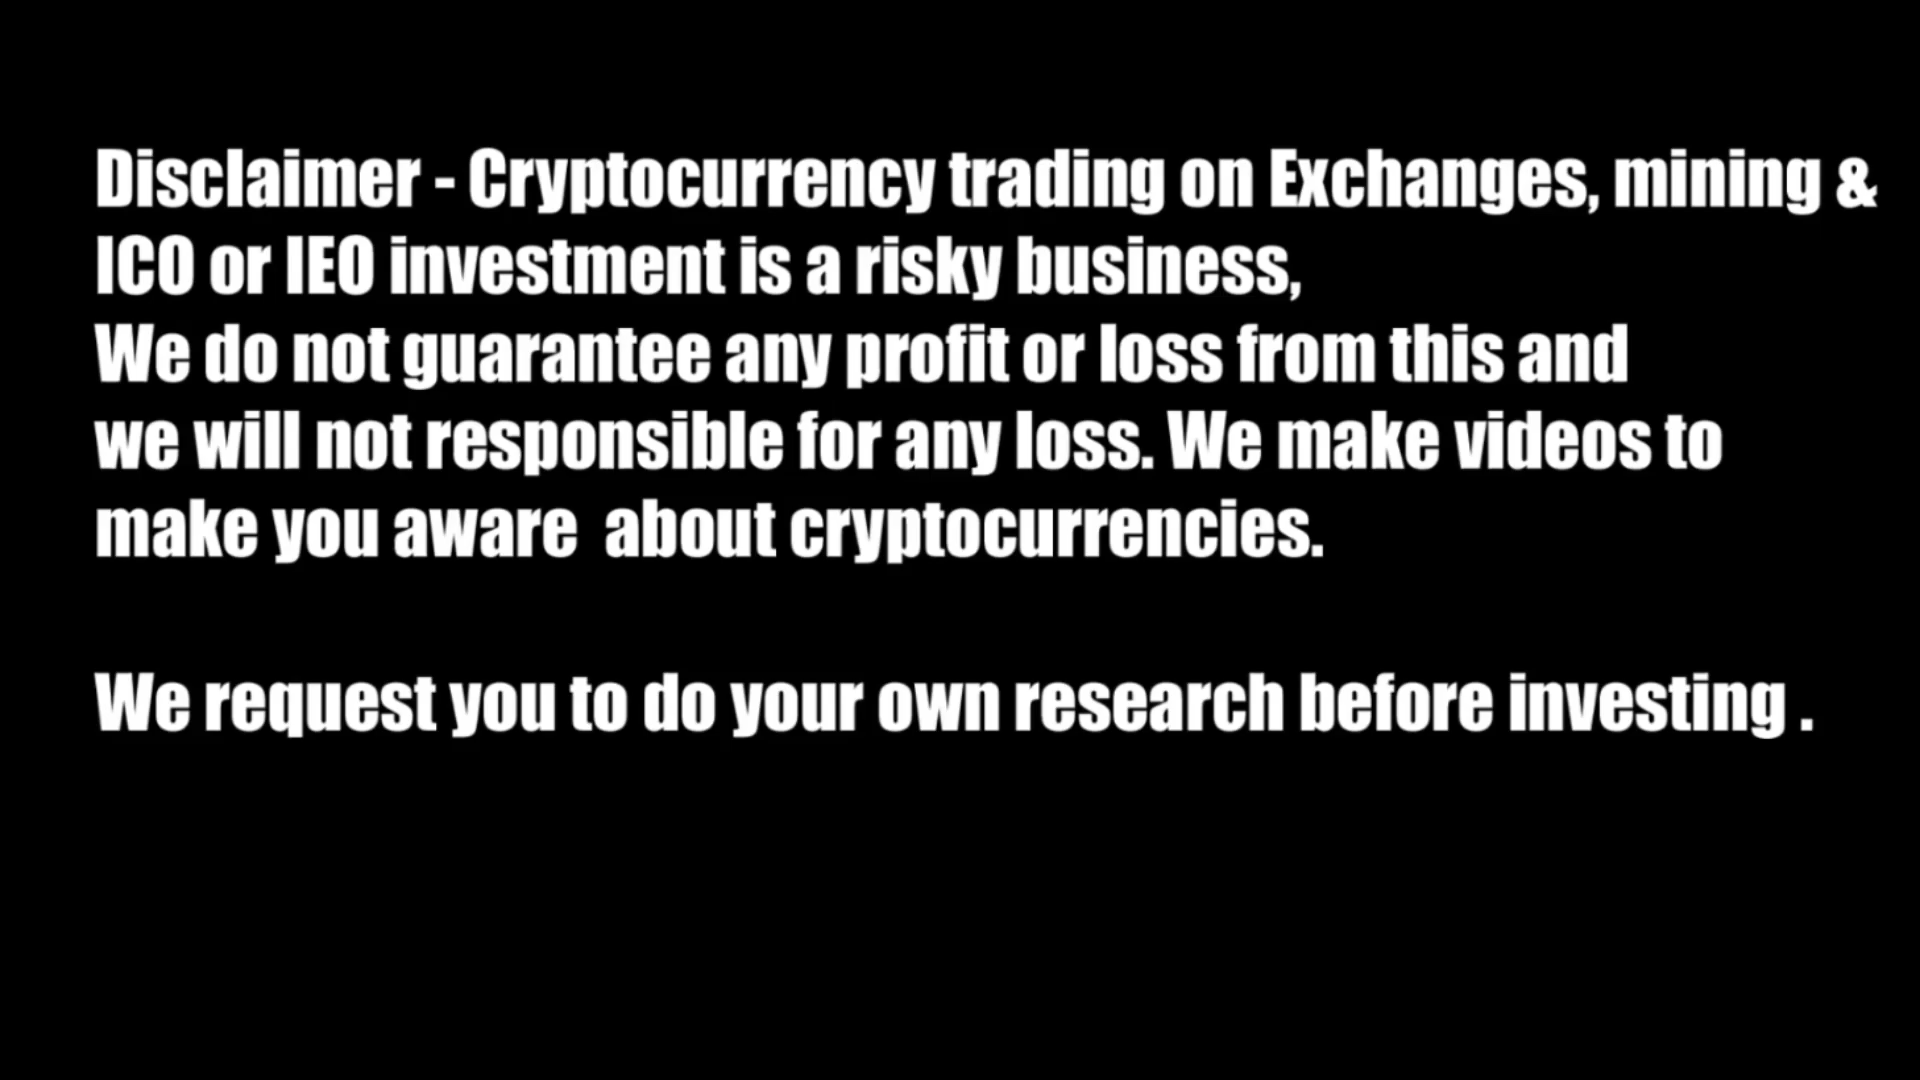 Disclaimer - Cryptocurrency trading on Exchanges, mining &
ICO or IEO investment is a risky business,
We do not guarantee any profit or loss from this and
we will not responsible for any loss. We make videos to
make you aware  about cryptocurrencies.
We request you to do your own research before investing .